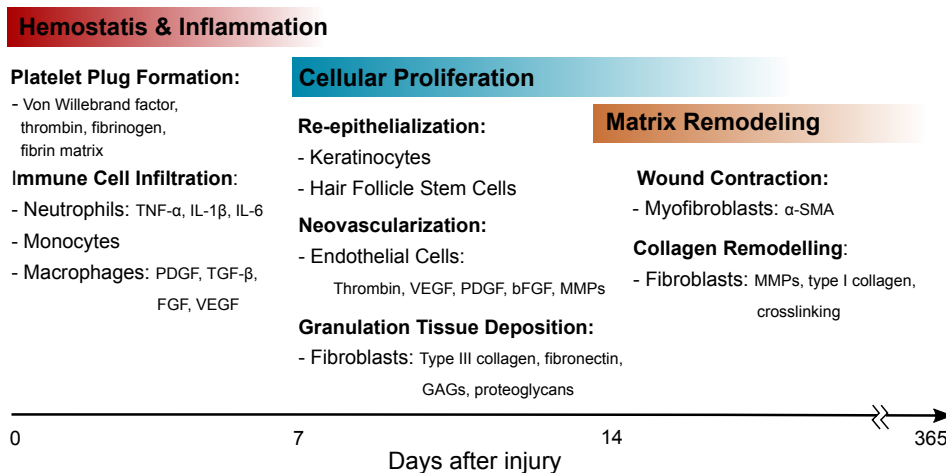 Hemostatis & Inflammation
Platelet Plug Formation:
- Von Willebrand factor,
thrombin, fibrinogen,
fibrin matrix
Immune Cell Infiltration:
- Neutrophils: TNF-α, IL-1β, IL-6
- Monocytes
- Macrophages: PDGF, TGF-β,
FGF, VEGF
Cellular Proliferation
Re-epithelialization:
- Keratinocytes
- Hair Follicle Stem Cells
Neovascularization:
- Endothelial Cells:
Thrombin, VEGF, PDGF, bFGF, MMPs
Granulation Tissue Deposition:
- Fibroblasts: Type III collagen, fibronectin,
GAGs, proteoglycans
Matrix Remodeling
Wound Contraction:
- Myofibroblasts: α-SMA
Collagen Remodelling:
- Fibroblasts: MMPs, type I collagen,
crosslinking
0 7 14 365
Days after injury